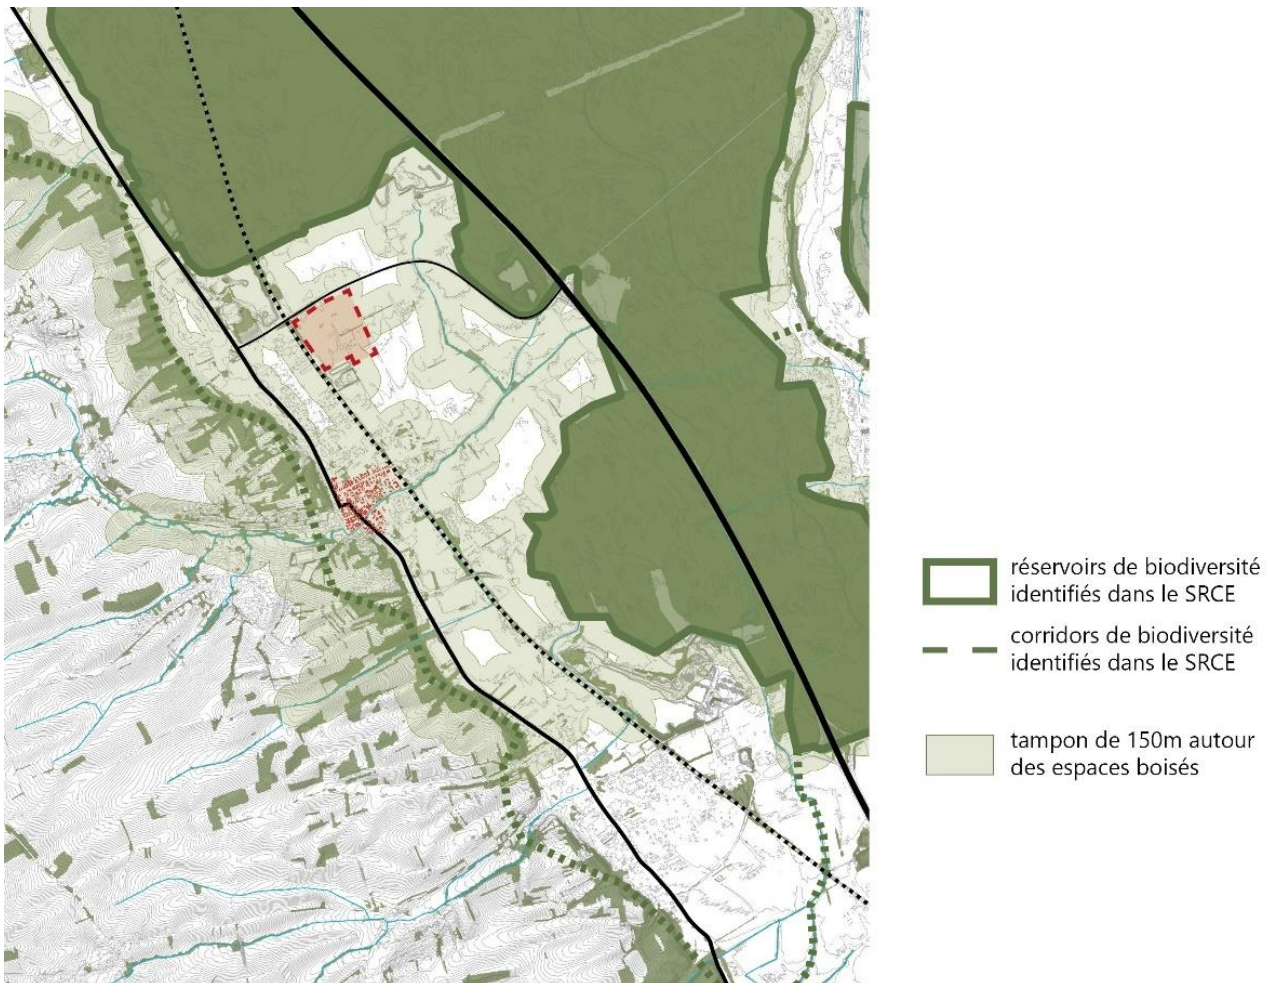 réservoirs de biodiversité
identifiés dans le SRCE
corridors de biodiversité
identifiés dans le SRCE
tampon de 150m autour
des espaces boisés